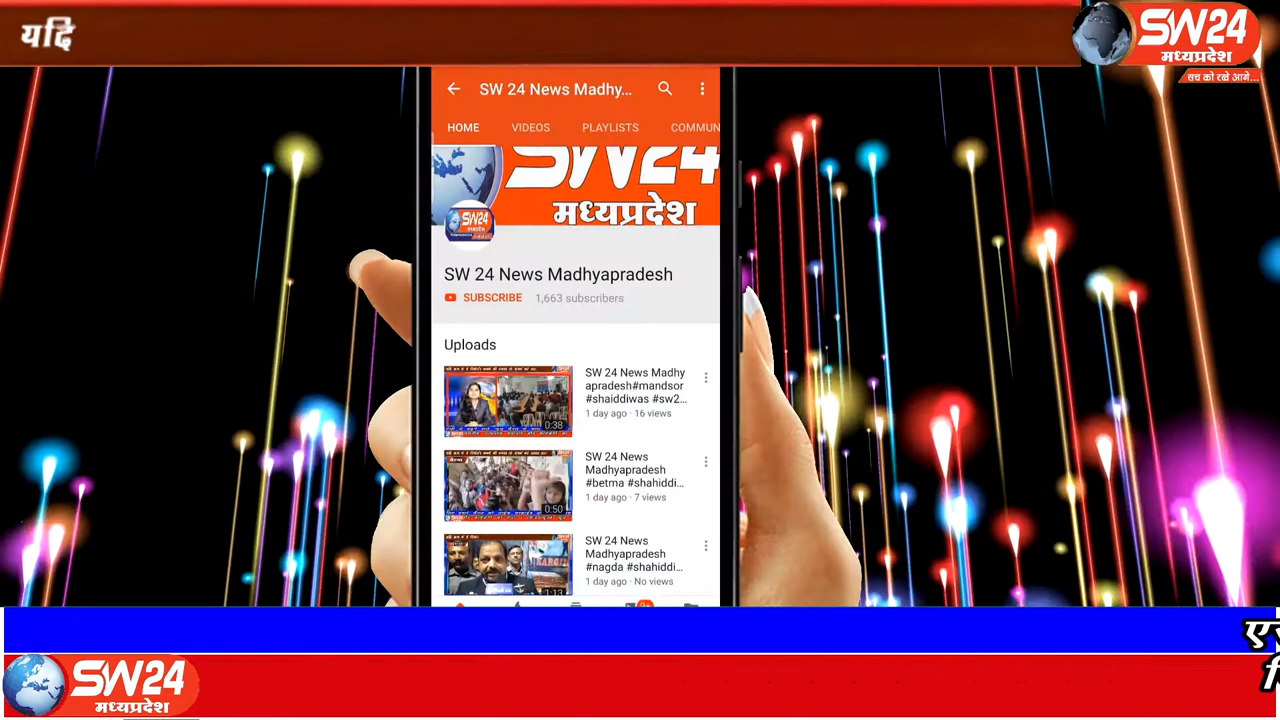 यदि
SW24
मध्यप्रदेश
सच को रखे आगे...
SW 24 News Madhy...
HOME VIDEOS PLAYLISTS COMMUN
SW24
मध्यप्रदेश
SW24
SW 24 News Madhyapradesh
SUBSCRIBE 1,663 subscribers
Uploads
SW 24 News Madhy
apradesh#mandsor
#shaiddiwas #sw2...
1 day ago · 16 views
0:38
SW 24 News
Madhyapradesh
#betma #shahiddi...
1 day ago · 7 views
0:50
SW 24 News
Madhyapradesh
#nagda #shahiddi...
1 day ago · No views
1:13
SW24
मध्यप्रदेश